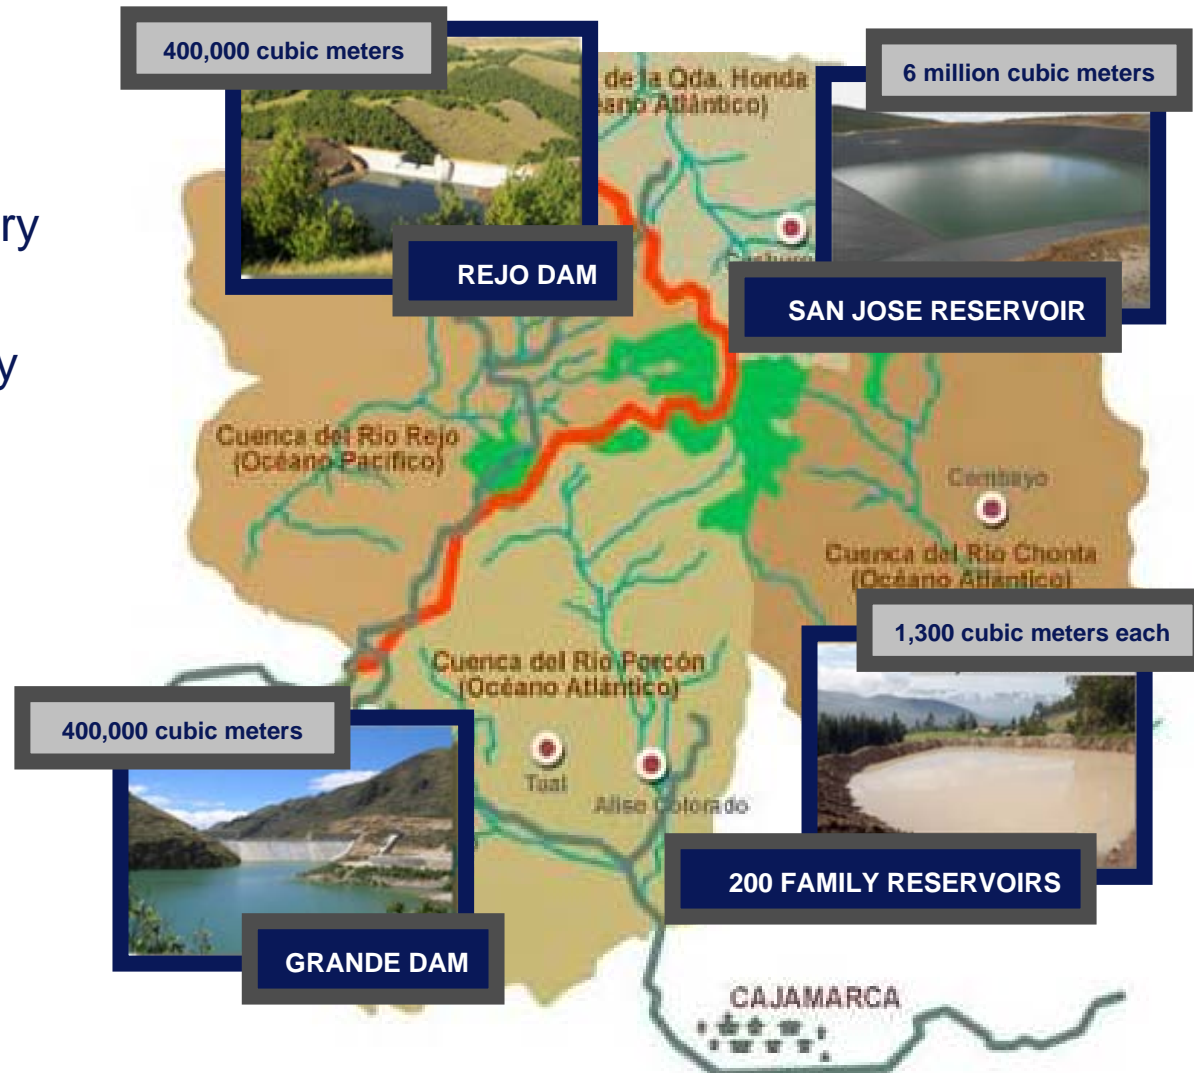 400,000 cubic meters
de la Qda. Honda
Atlántico)
6 million cubic meters
ry
REJO DAM
SAN JOSE RESERVOIR
y
Cuenca del Río Rejo
(Océano Pacífico)
Combayo
Cuenca del Río Chonta
(Océano Atlántico)
1,300 cubic meters each
Cuenca del Río Porcón
(Océano Atlántico)
400,000 cubic meters
Tual
Aliso Colorado
200 FAMILY RESERVOIRS
GRANDE DAM
CAJAMARCA